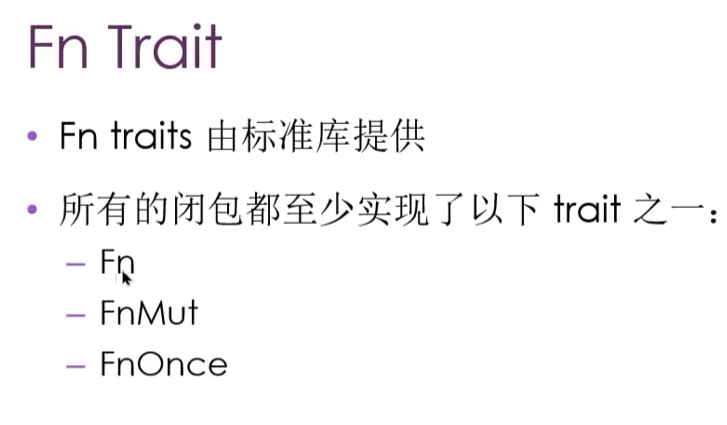 Fn Trait
• Fn traits 由标准库提供
• 所有的闭包都至少实现了以下 trait 之一：
– Fn
– FnMut
– FnOnce